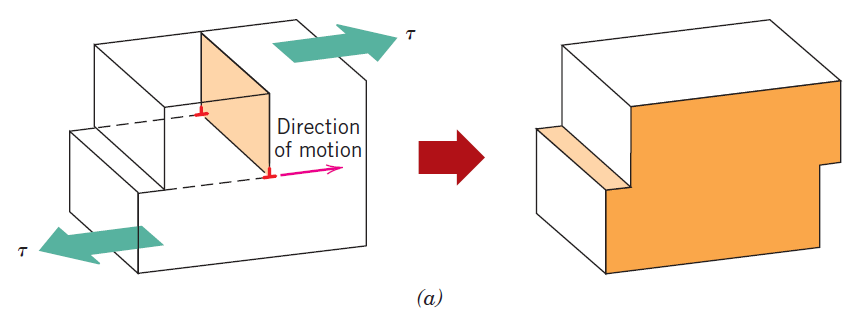 τ
Direction
of motion
τ
(a)